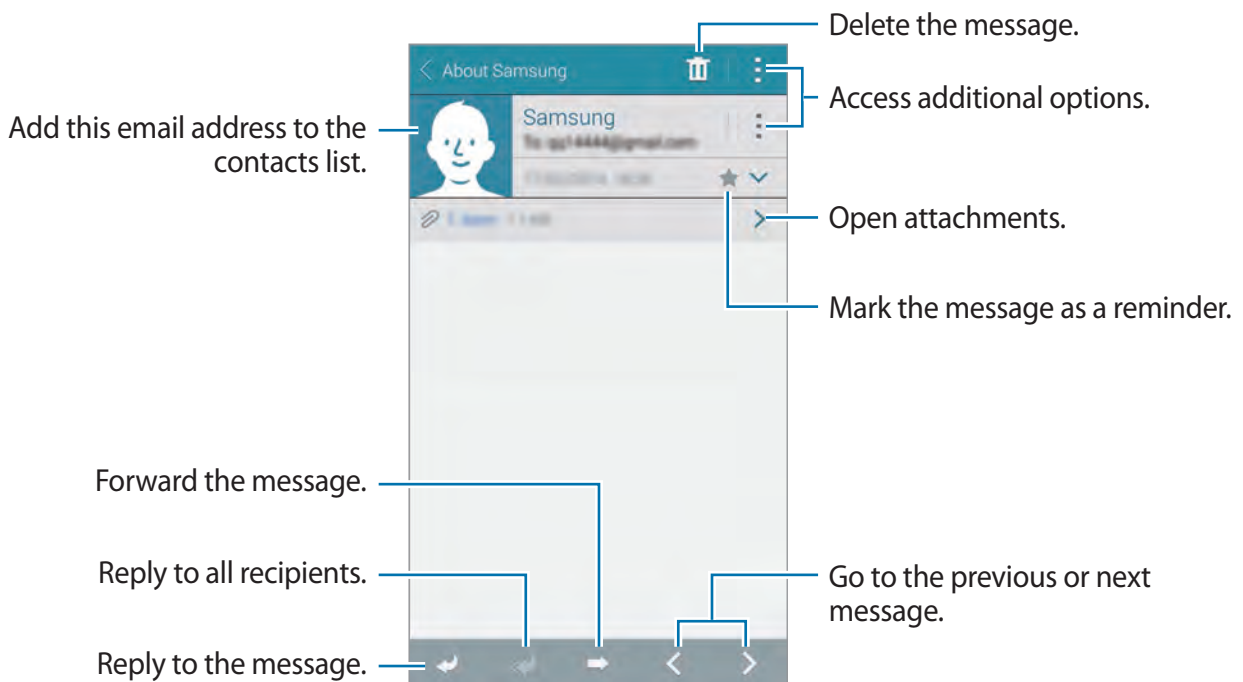 Delete the message.
About Samsung
Access additional options.
Samsung
Add this email address to the
contacts list.
Open attachments.
Mark the message as a reminder.
Forward the message.
Reply to all recipients.
Go to the previous or next
message.
Reply to the message.